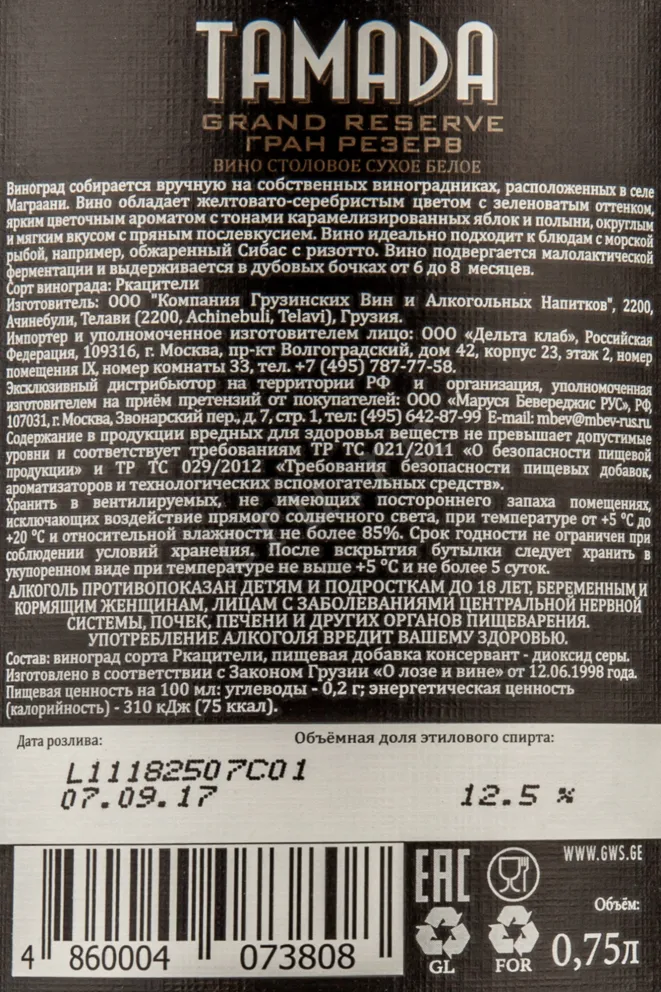 TAMADA
GRAND RESERVE
ГРАН РЕЗЕРВ
ВИНО СТОЛОВОЕ СУХОЕ БЕЛОЕ
Виноград собирается вручную на собственных виноградниках, расположенных в селе
Маграани. Вино обладает желтовато-серебристым цветом с зеленоватым оттенком,
ярким цветочным ароматом с тонами карамелизированных яблок и полыни, округлым
и мягким вкусом с пряным послевкусием. Вино идеально подходит к блюдам с морской
рыбой, например, обжаренный Сибас с ризотто. Вино подвергается малолактической
ферментации и выдерживается в дубовых бочках от 6 до 8 месяцев.
Сорт винограда: Ркацители
Изготовитель: ООО "Компания Грузинских Вин и Алкогольных Напитков", 2200,
Ачинебули, Телави (2200, Achinebuli, Telavi), Грузия.
Импортер и уполномоченное изготовителем лицо: ООО «Дельта клаб», Российская
Федерация, 109316, г. Москва, пр-кт Волгоградский, дом 42, корпус 23, этаж 2, номер
помещения IX, номер комнаты 33, тел. +7 (495) 787-77-58.
Эксклюзивный дистрибьютор на территории РФ и организация, уполномоченная
изготовителем на приём претензий от покупателей: ООО «Маруся Бевереджис РУС», РФ,
107031, г. Москва, Звонарский пер., д. 7, стр. 1, тел: (495) 642-87-99 E-mail: mbev@mbev-rus.ru
Содержание в продукции вредных для здоровья веществ не превышает допустимые
уровни и соответствует требованиям ТР ТС 021/2011 «О безопасности пищевой
продукции» и ТР ТС 029/2012 «Требования безопасности пищевых добавок,
ароматизаторов и технологических вспомогательных средств».
Хранить в вентилируемых, не имеющих постороннего запаха помещениях,
исключающих воздействие прямого солнечного света, при температуре от +5 °С до
+20 °С и относительной влажности не более 85%. Срок годности не ограничен при
соблюдении условий хранения. После вскрытия бутылки следует хранить в
укупоренном виде при температуре не выше +5 °С и не более 5 суток.
АЛКОГОЛЬ ПРОТИВОПОКАЗАН ДЕТЯМ И ПОДРОСТКАМ ДО 18 ЛЕТ, БЕРЕМЕННЫМ И
КОРМЯЩИМ ЖЕНЩИНАМ, ЛИЦАМ С ЗАБОЛЕВАНИЯМИ ЦЕНТРАЛЬНОЙ НЕРВНОЙ
СИСТЕМЫ, ПОЧЕК, ПЕЧЕНИ И ДРУГИХ ОРГАНОВ ПИЩЕВАРЕНИЯ.
УПОТРЕБЛЕНИЕ АЛКОГОЛЯ ВРЕДИТ ВАШЕМУ ЗДОРОВЬЮ.
Состав: виноград сорта Ркацители, пищевая добавка консервант - диоксид серы.
Изготовлено в соответствии с Законом Грузии «О лозе и вине» от 12.06.1998 года.
Пищевая ценность на 100 мл: углеводы - 0,2 г; энергетическая ценность
(калорийность) - 310 кДж (75 ккал).
Дата розлива: Объёмная доля этилового спирта:
L11182507C01
07.09.17 12.5 %
EAC WWW.GWS.GE
Объём:
0,75л
GL FOR
4 860004 073808